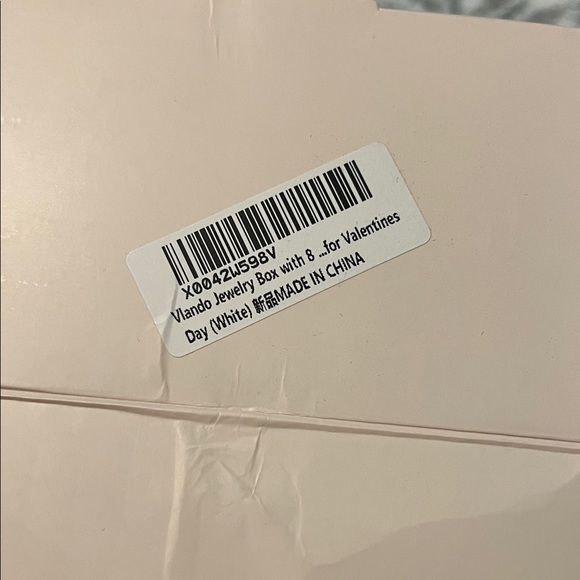 X0042W598V
Vlando Jewelry Box with 8 ...for Valentines
Day (White) 新品MADE IN CHINA